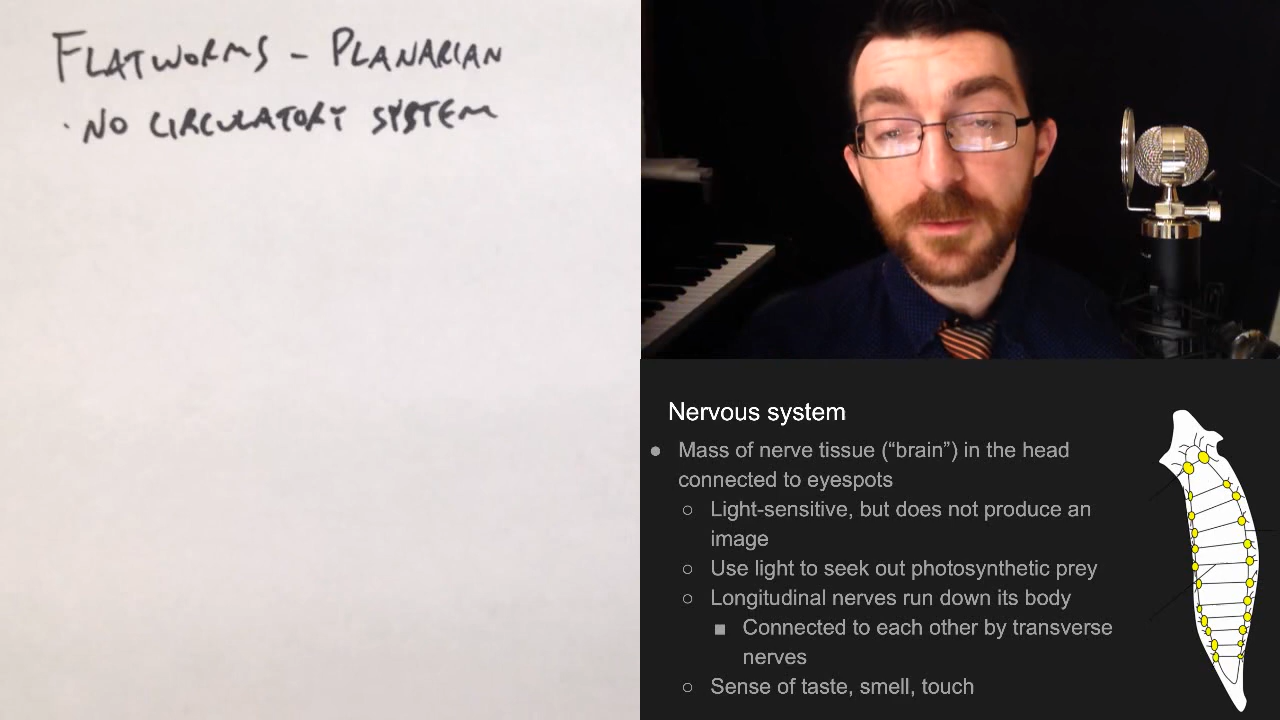 FLATWORMS - PLANARIAN
· NO CIRCULATORY SYSTEM
Nervous system
● Mass of nerve tissue (“brain”) in the head
connected to eyespots
○ Light-sensitive, but does not produce an
image
○ Use light to seek out photosynthetic prey
○ Longitudinal nerves run down its body
■ Connected to each other by transverse
nerves
○ Sense of taste, smell, touch